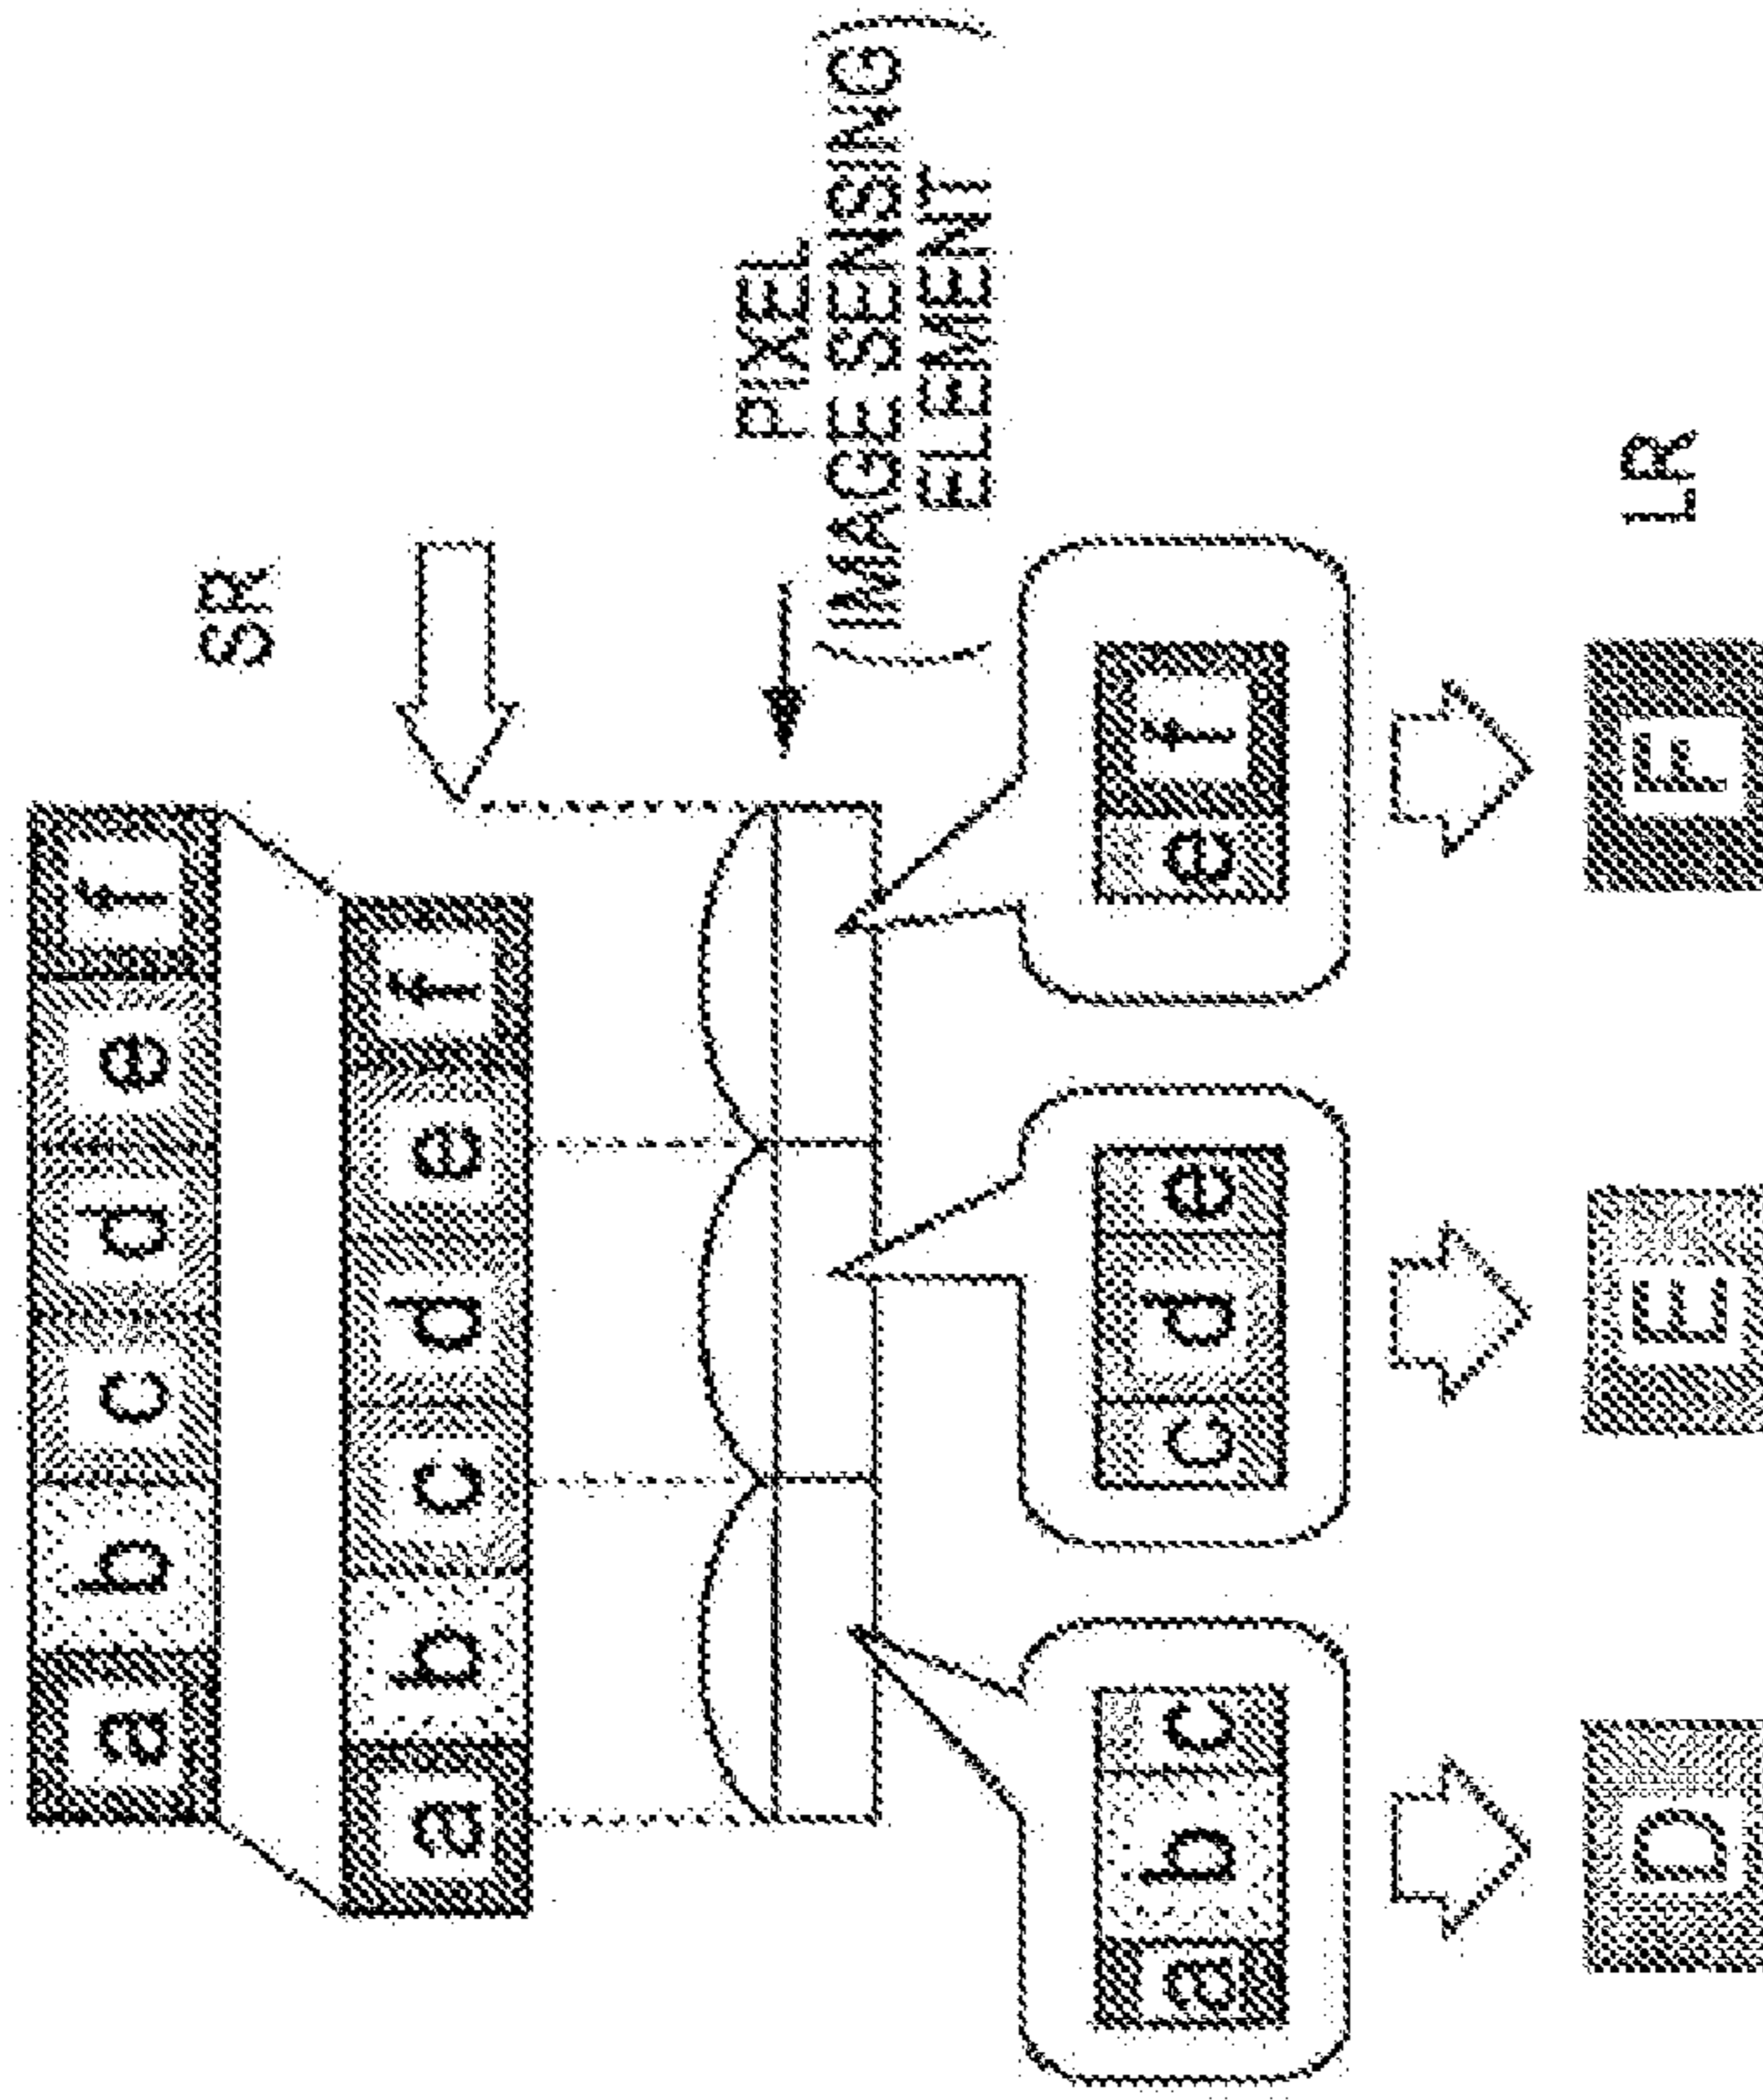 a b c d e f
SR
a b c d e f
PIXEL
(IMAGE SENSING)
ELEMENT
a b c
c d e
e f
D
E
F
LR